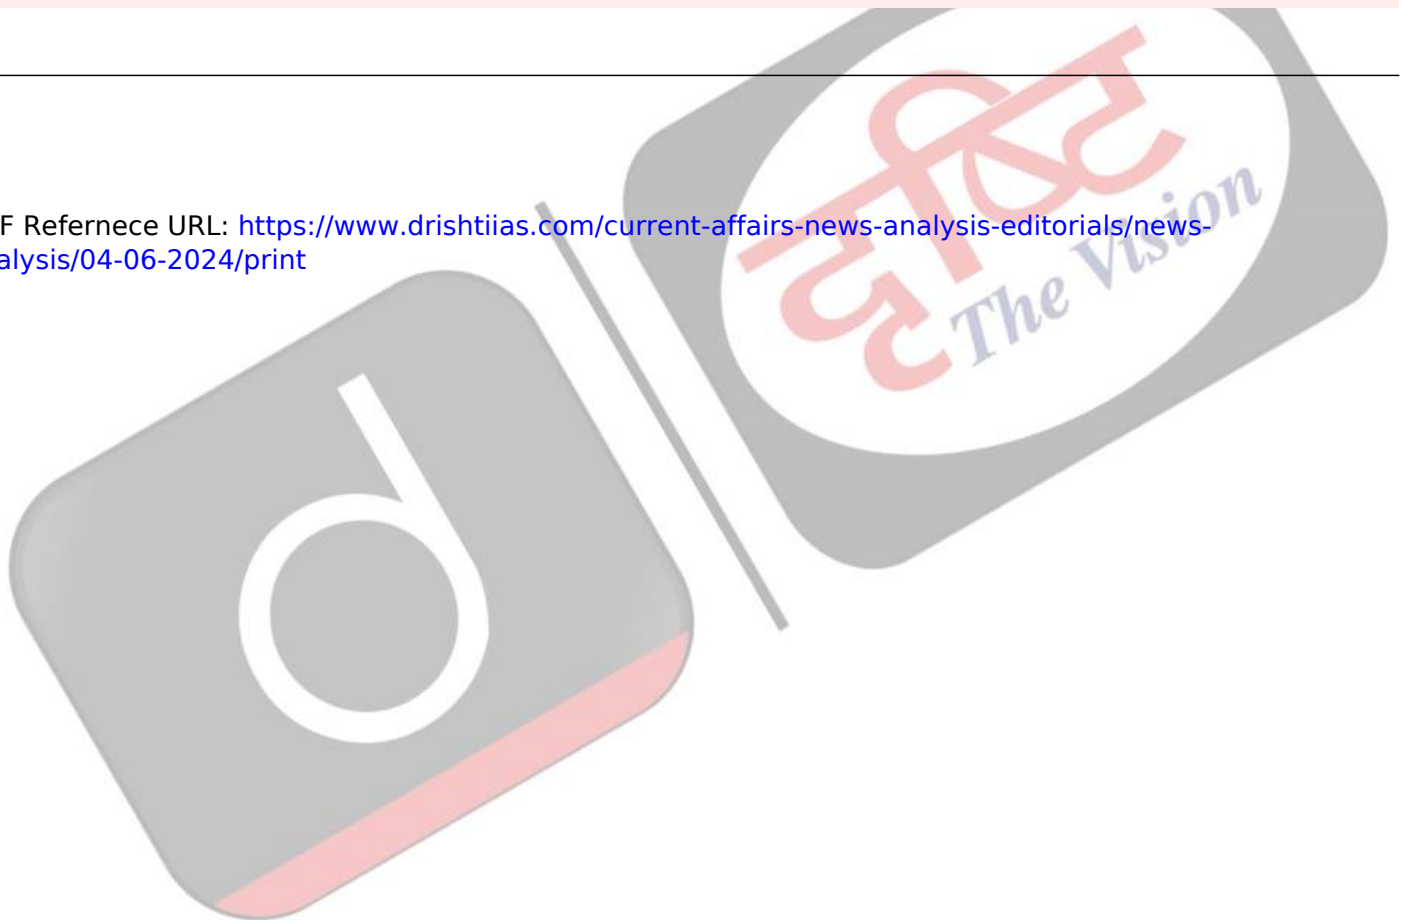 F Refernece URL: https://www.drishtiias.com/current-affairs-news-analysis-editorials/news-
alysis/04-06-2024/print
दृष्टि
The Vision
d